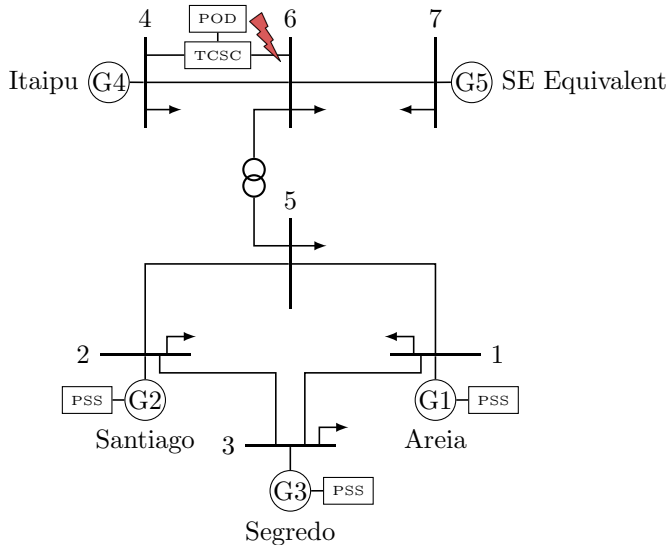 POD
4 6 7
TCSC
Itaipu G4 G5 SE Equivalent
5
2 1
PSS G2 G1 PSS
Santiago Areia
3
G3 PSS
Segredo